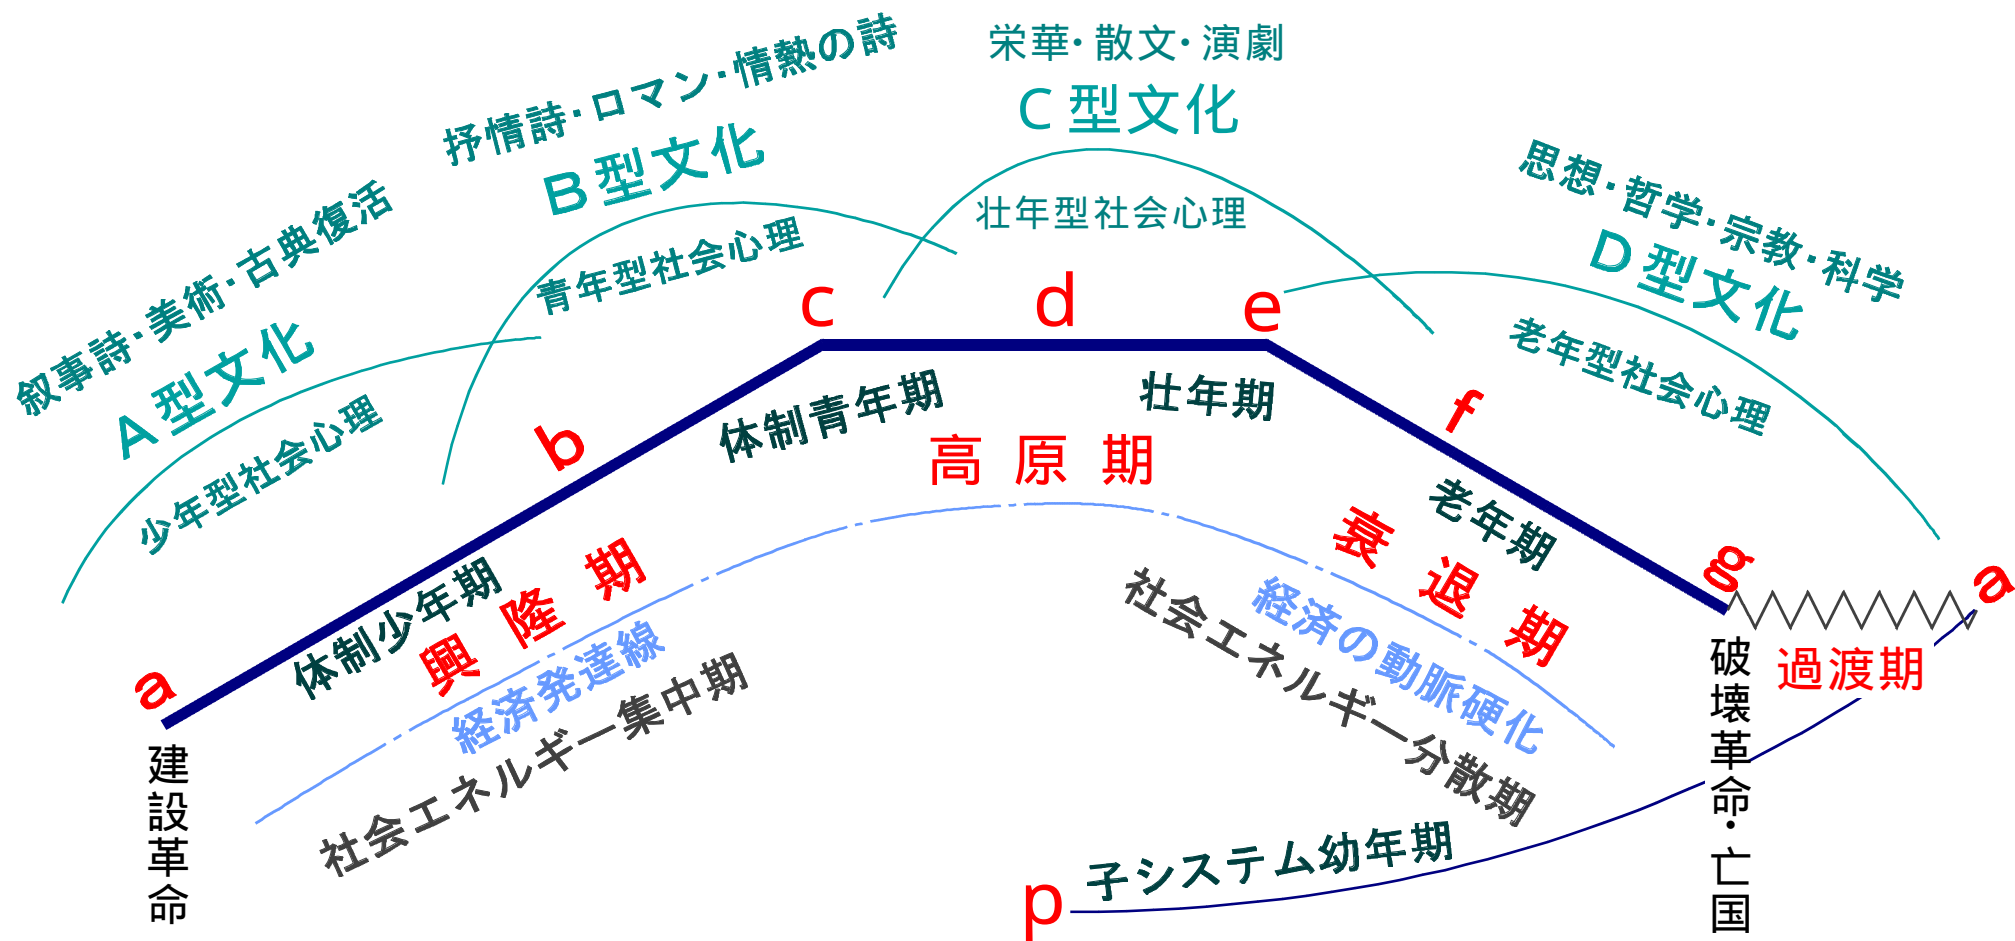 叙事詩・美術・古典復活
A型文化
少年型社会心理
抒情詩・ロマン・情熱の詩
B型文化
青年型社会心理
栄華・散文・演劇
C型文化
壮年型社会心理
思想・哲学・宗教・科学
D型文化
老年型社会心理
a
b
c
d
e
f
g
a
体制少年期
体制青年期
壮年期
老年期
興隆期
高原期
衰退期
過渡期
経済発達線
社会エネルギー集中期
経済の動脈硬化
社会エネルギー分散期
建設革命
破壊革命・亡国
p
子システム幼年期